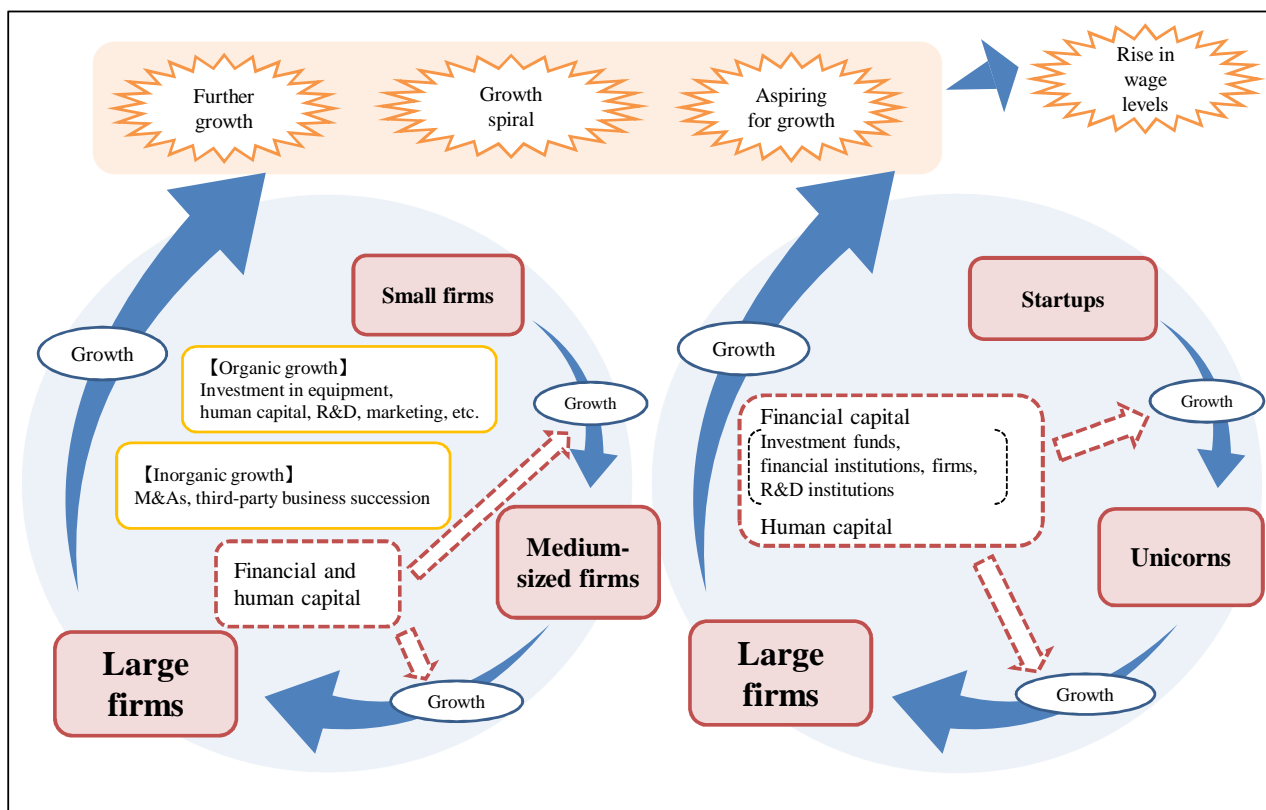 Further
growth
Growth
spiral
Aspiring
for growth
Rise in
wage
levels
Small firms
Growth
【Organic growth】
Investment in equipment,
human capital, R&D, marketing, etc.
Growth
【Inorganic growth】
M&As, third-party business succession
Medium-
sized firms
Financial and
human capital
Large
firms
Growth
Startups
Growth
Financial capital
Investment funds,
financial institutions, firms,
R&D institutions
Human capital
Growth
Unicorns
Large
firms
Growth